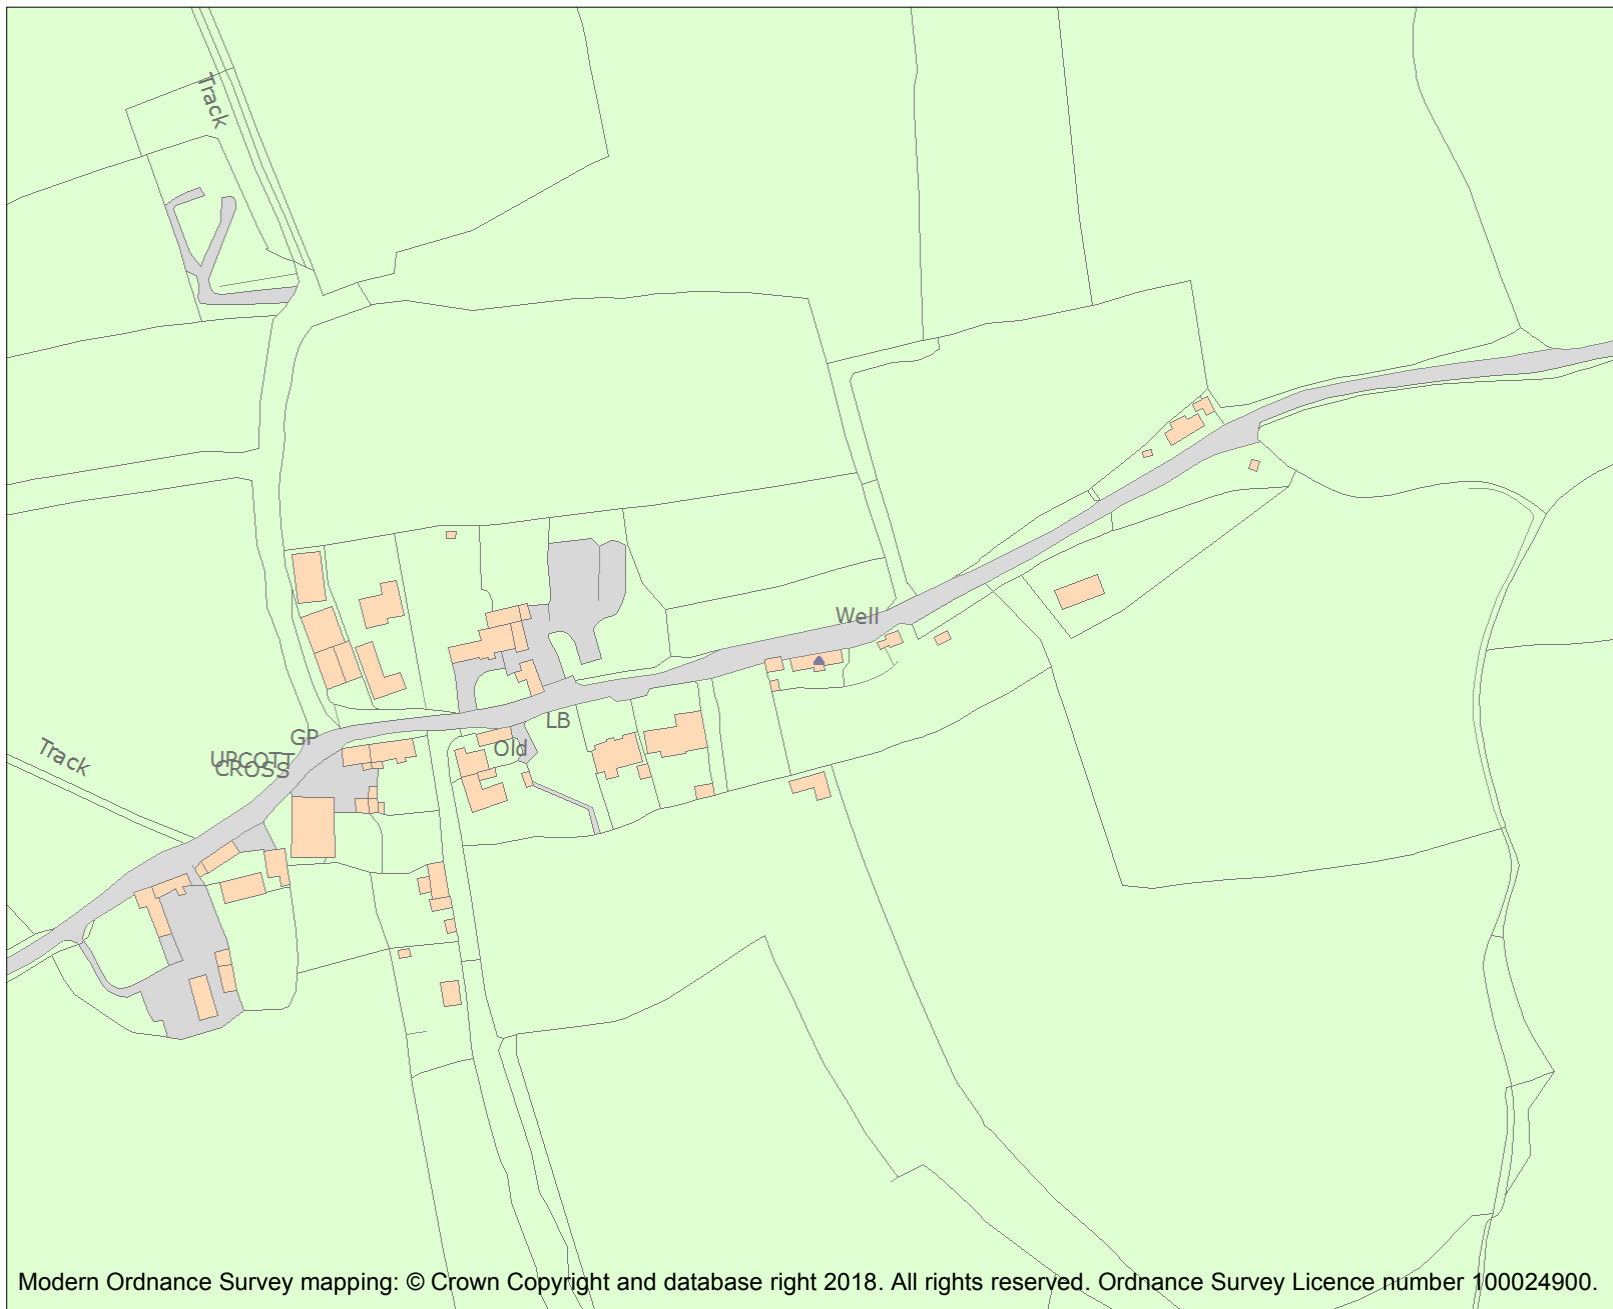 Track
Well
LB
GP
Old
UPCOTT
CROSS
Track
Modern Ordnance Survey mapping: © Crown Copyright and database right 2018. All rights reserved. Ordnance Survey Licence number 100024900.